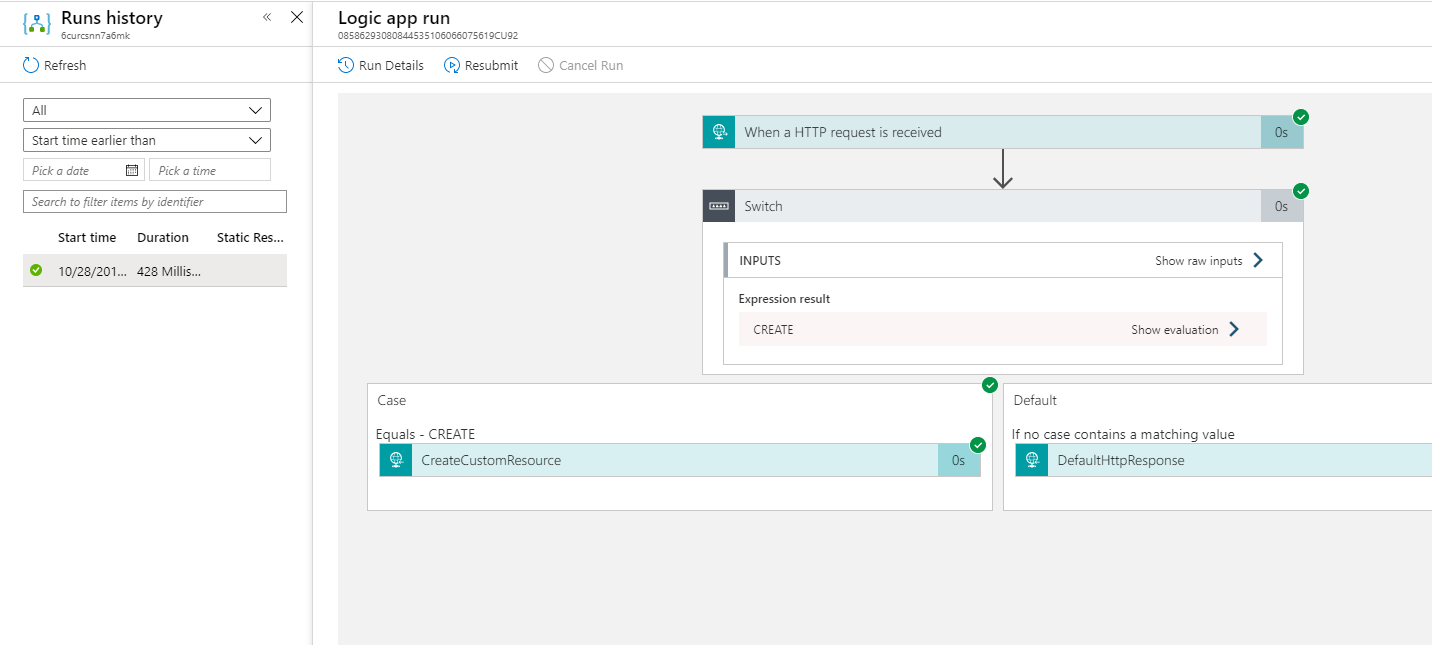 Runs history
6curcsnn7a6mk
Refresh
All
Start time earlier than
Pick a date
Pick a time
Search to filter items by identifier
Start time Duration Static Res...
10/28/201... 428 Millis...
Logic app run
08586293080844535106066075619CU92
Run Details Resubmit Cancel Run
When a HTTP request is received 0s
Switch 0s
INPUTS Show raw inputs
Expression result
CREATE Show evaluation
Case
Equals - CREATE
CreateCustomResource 0s
Default
If no case contains a matching value
DefaultHttpResponse